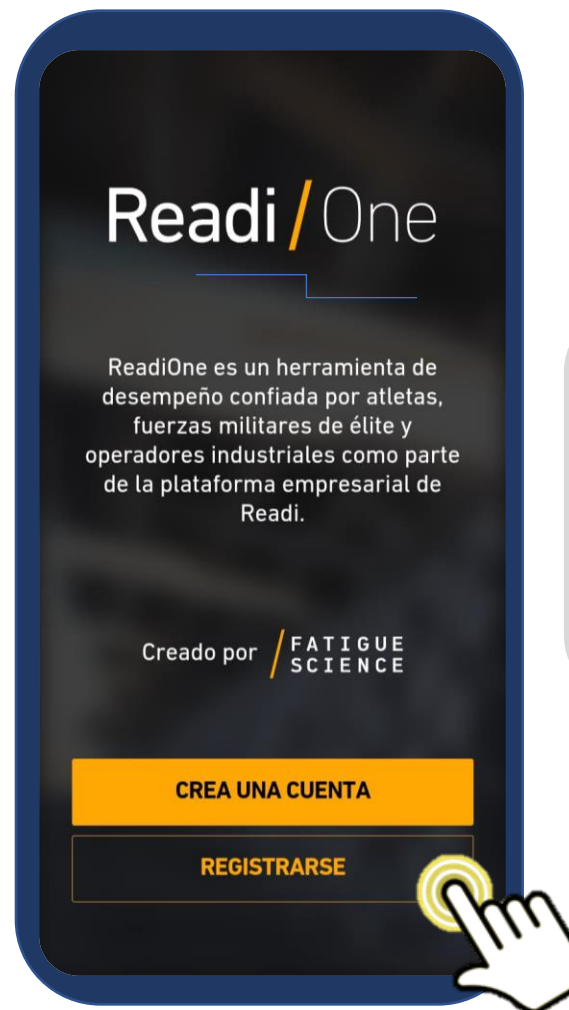 Readi/One
ReadiOne es un herramienta de
desempeño confiada por atletas,
fuerzas militares de élite y
operadores industriales como parte
de la plataforma empresarial de
Readi.
Creado por / FATIGUE
SCIENCE
CREA UNA CUENTA
REGISTRARSE